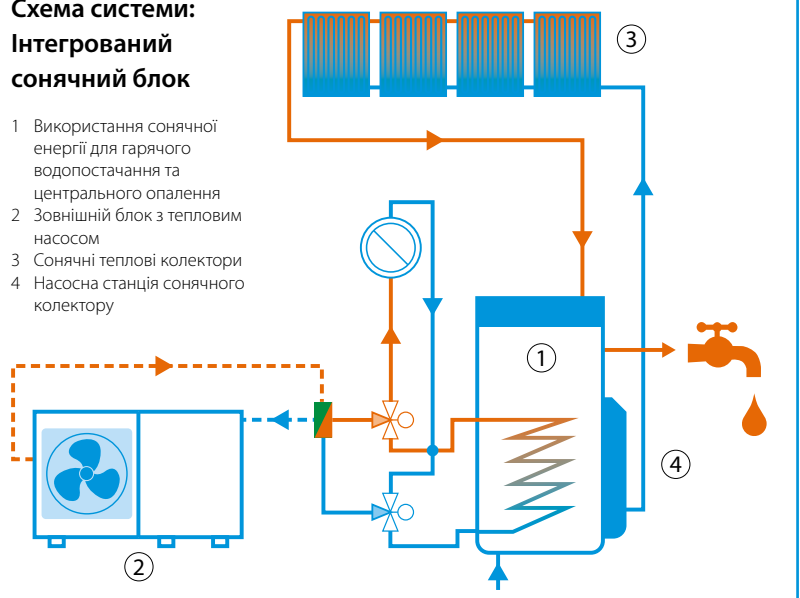 Схема системи:
Інтегрований
сонячний блок
1 Використання сонячної
енергії для гарячого
водопостачання та
центрального опалення
2 Зовнішній блок з тепловим
насосом
3 Сонячні теплові колектори
4 Насосна станція сонячного
колектору
3
1
4
2